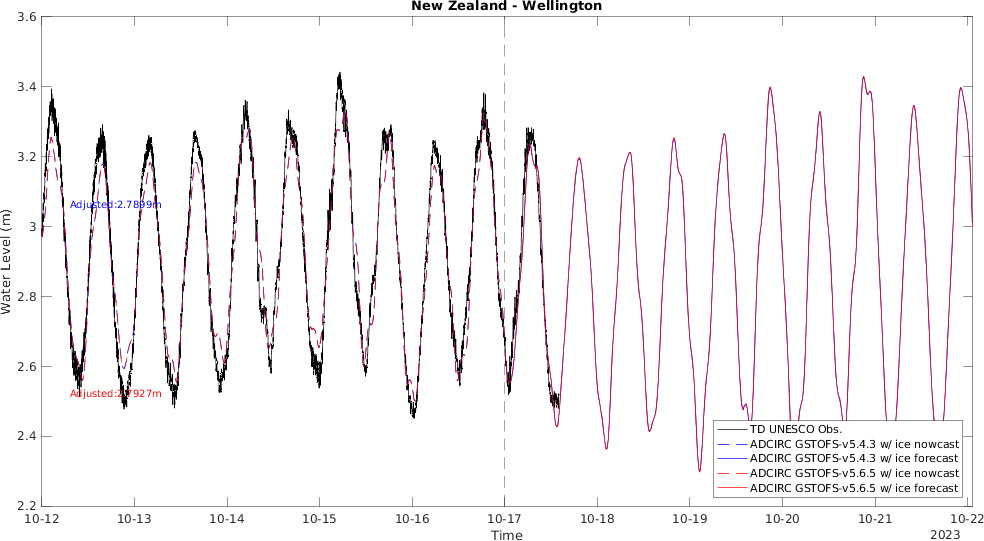 New Zealand - Wellington
3.6
3.4
3.2
3
2.8
2.6
2.4
2.2
Water Level (m)
Adjusted:2.7899m
Adjusted:2.7927m
TD UNESCO Obs.
ADCIRC GSTOFS-v5.4.3 w/ ice nowcast
ADCIRC GSTOFS-v5.4.3 w/ ice forecast
ADCIRC GSTOFS-v5.6.5 w/ ice nowcast
ADCIRC GSTOFS-v5.6.5 w/ ice forecast
10-12 10-13 10-14 10-15 10-16 10-17 10-18 10-19 10-20 10-21 10-22
Time
2023